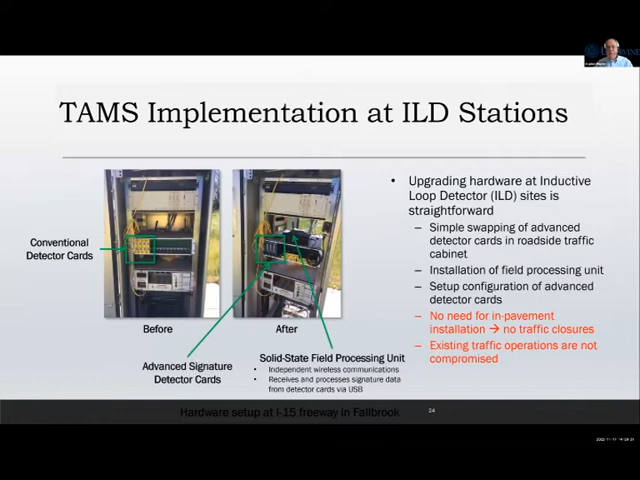 TAMS Implementation at ILD Stations
Conventional
Detector Cards
Before
After
Advanced Signature
Detector Cards
Solid-State Field Processing Unit
• Independent wireless communications
• Receives and processes signature data
from detector cards via USB
• Upgrading hardware at Inductive
Loop Detector (ILD) sites is
straightforward
– Simple swapping of advanced
detector cards in roadside traffic
cabinet
– Installation of field processing unit
– Setup configuration of advanced
detector cards
– No need for in-pavement
installation → no traffic closures
– Existing traffic operations are not
compromised
Hardware setup at I-15 freeway in Fallbrook
24